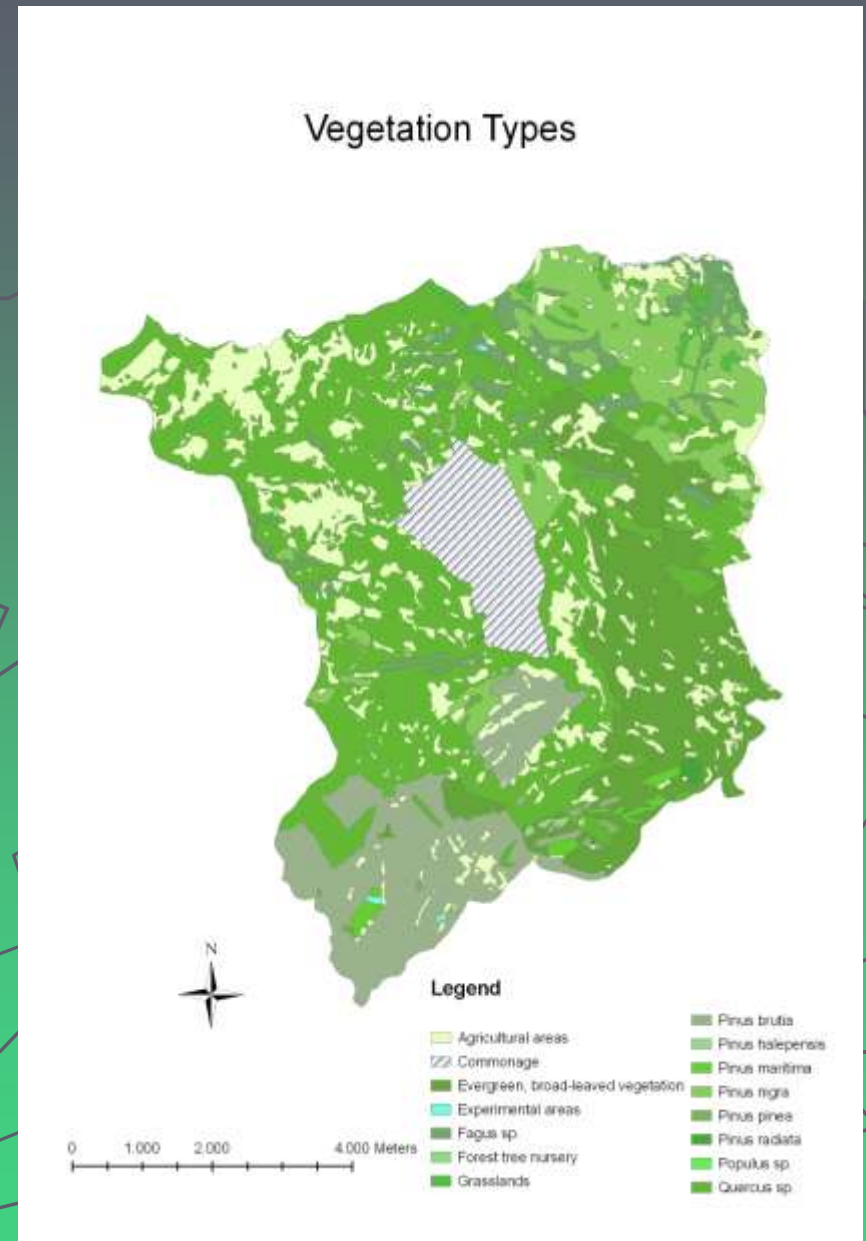 Vegetation Types
N
Legend
Agricultural areas
Commonage
Evergreen, broad-leaved vegetation
Experimental areas
Fagus sp.
Forest tree nursery
Grasslands
Pinus brutia
Pinus halepensis
Pinus maritima
Pinus nigra
Pinus pinea
Pinus radiata
Populus sp.
Quercus sp.
0 1.000 2.000 4.000 Meters